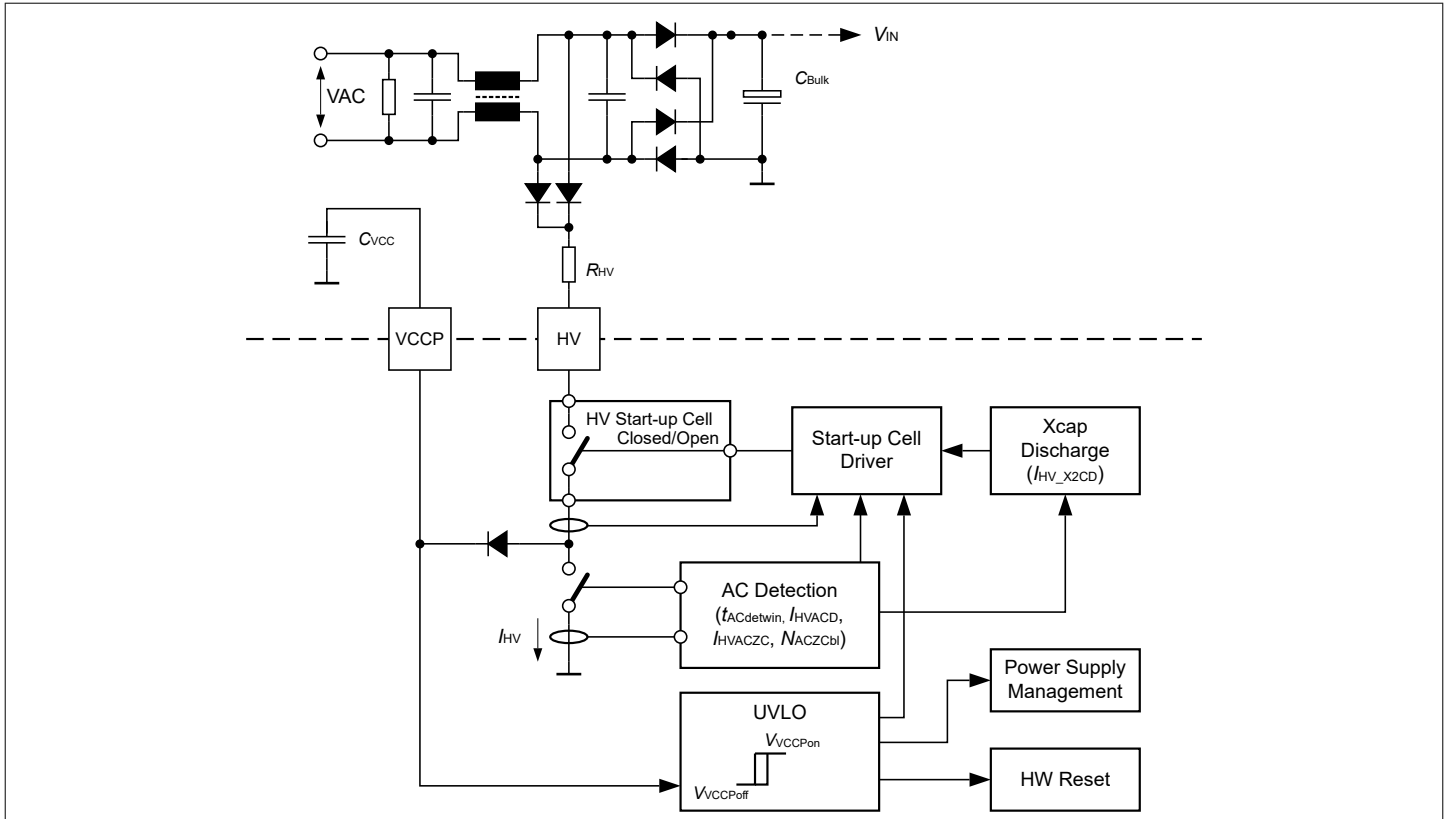 VIN
CBulk
VAC
CVCC
RHV
VCCP
HV
HV Start-up Cell
Closed/Open
Start-up Cell
Driver
Xcap
Discharge
(IHV_X2CD)
AC Detection
(tACdetwin, IHVACD,
IHVACZC, NACZCbl)
IHV
Power Supply
Management
UVLO
VVCCPon
VVCCPoff
HW Reset